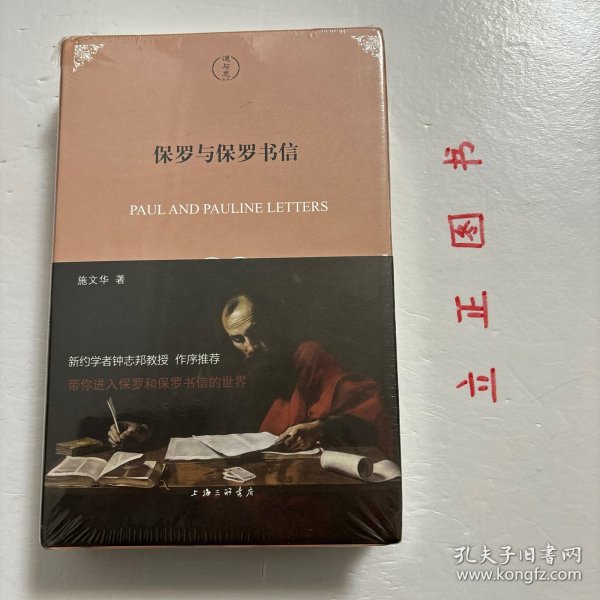 道与思
保罗与保罗书信
PAUL AND PAULINE LETTERS
施文华 著
新约学者钟志邦教授 作序推荐
带你进入保罗和保罗书信的世界
上海三联书店
立正图书
孔夫子旧书网
www.kongfz.com